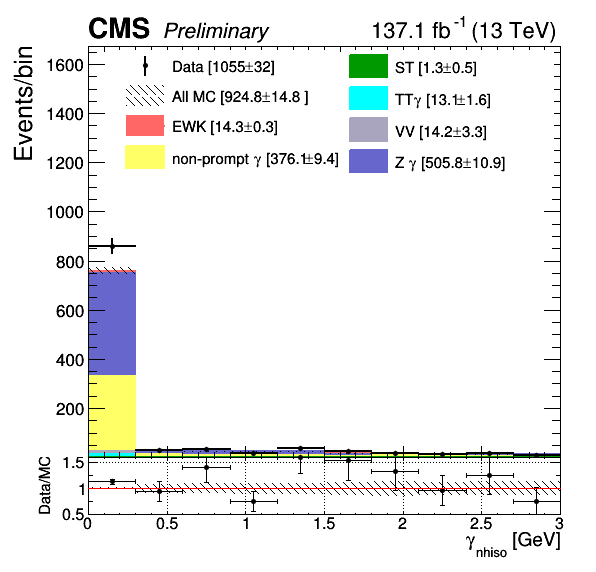 CMS Preliminary 137.1 fb⁻¹ (13 TeV)
Events/bin
1600
1400
1200
1000
800
600
400
200
Data [1055±32]
All MC [924.8±14.8 ]
EWK [14.3±0.3]
non-prompt γ [376.1±9.4]
ST [1.3±0.5]
TTγ [13.1±1.6]
VV [14.2±3.3]
Z γ [505.8±10.9]
Data/MC
1.5
1
0.5
0 0.5 1 1.5 2 2.5 3
γnhiso [GeV]